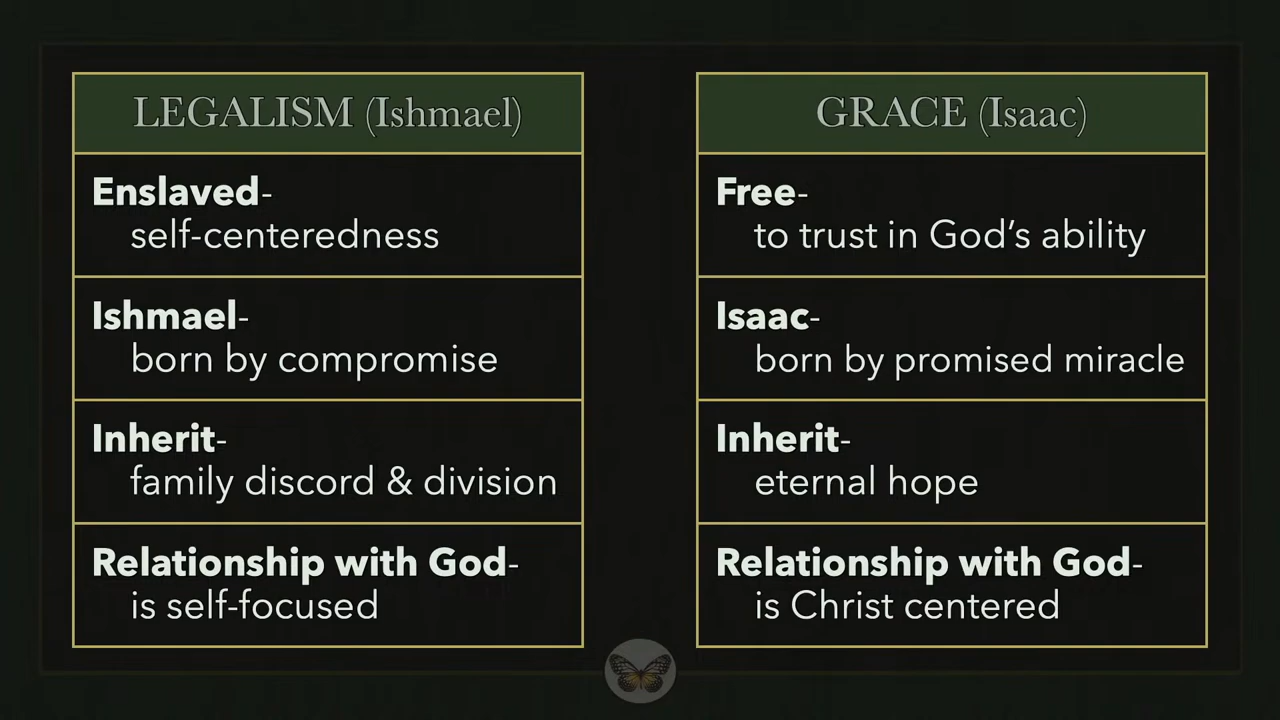 LEGALISM (Ishmael)
Enslaved-
self-centeredness
Ishmael-
born by compromise
Inherit-
family discord & division
Relationship with God-
is self-focused
GRACE (Isaac)
Free-
to trust in God’s ability
Isaac-
born by promised miracle
Inherit-
eternal hope
Relationship with God-
is Christ centered